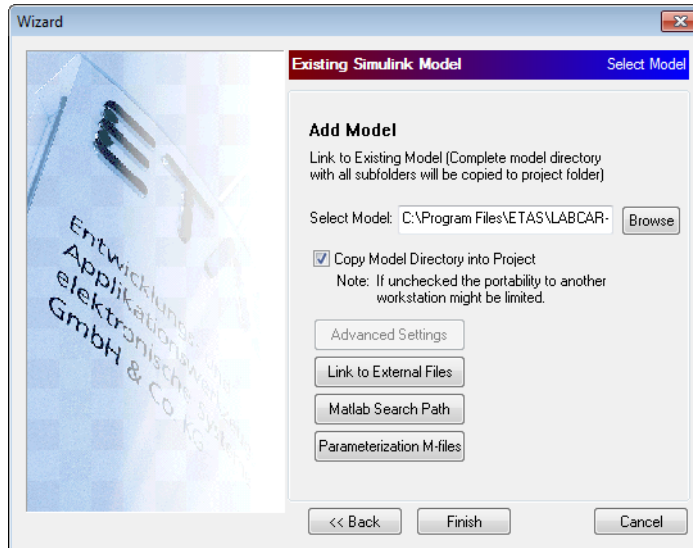 Wizard
Existing Simulink Model
Select Model
Add Model
Link to Existing Model (Complete model directory
with all subfolders will be copied to project folder)
Select Model:
C:\Program Files\ETAS\LABCAR-
Browse
Copy Model Directory into Project
Note: If unchecked the portability to another
workstation might be limited.
Advanced Settings
Link to External Files
Matlab Search Path
Parameterization M-files
<< Back
Finish
Cancel
ET
Entwicklungs
Applikationswerkzeuge
elektronische Systeme
GmbH & Co. KG